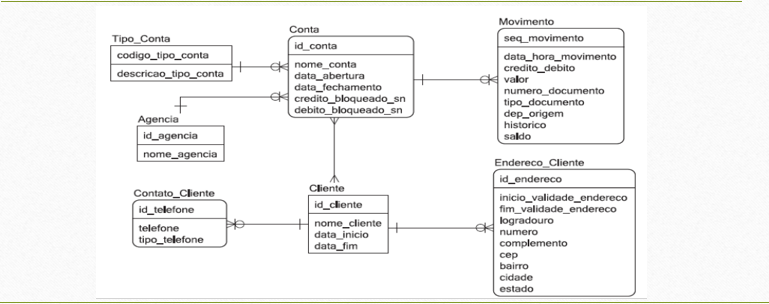 Tipo_Conta
codigo_tipo_conta
descricao_tipo_conta
Conta
id_conta
nome_conta
data_abertura
data_fechamento
credito_bloqueado_sn
debito_bloqueado_sn
Movimento
seq_movimento
data_hora_movimento
credito_debito
valor
numero_documento
tipo_documento
dep_origem
historico
saldo
Agencia
id_agencia
nome_agencia
Contato_Cliente
id_telefone
telefone
tipo_telefone
Cliente
id_cliente
nome_cliente
data_inicio
data_fim
Endereco_Cliente
id_endereco
inicio_validade_endereco
fim_validade_endereco
logradouro
numero
complemento
cep
bairro
cidade
estado